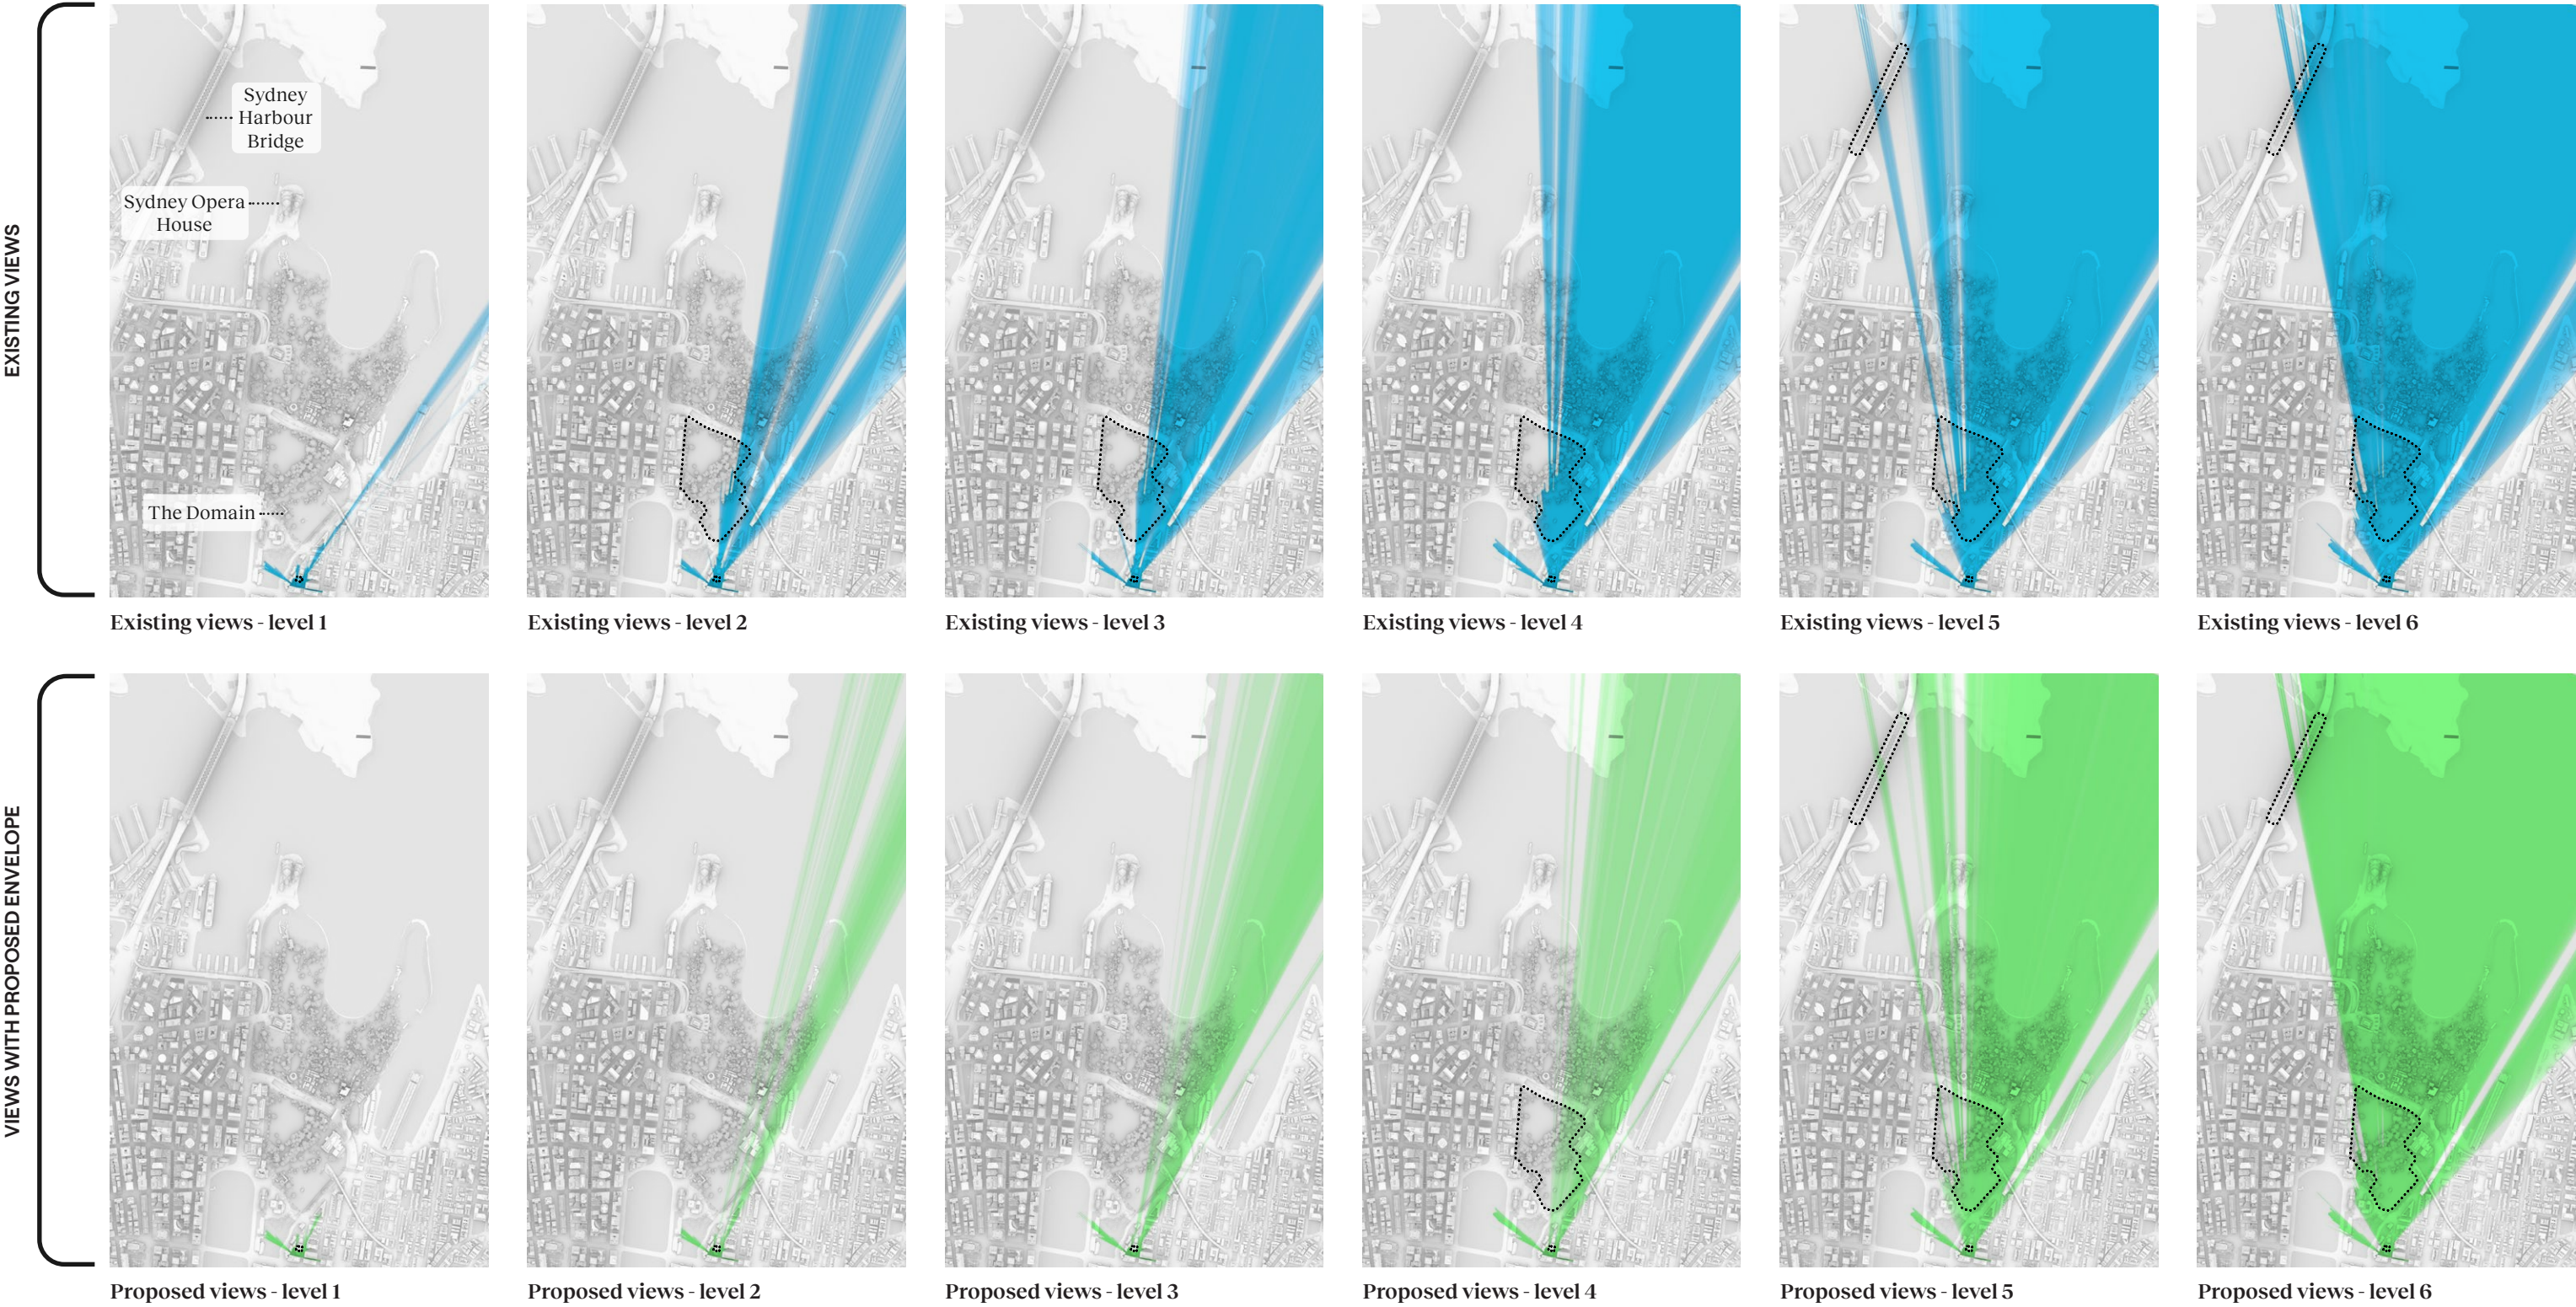 EXISTING VIEWS
Sydney
Harbour
Bridge
Sydney Opera
House
The Domain
Existing views - level 1
Existing views - level 2
Existing views - level 3
Existing views - level 4
Existing views - level 5
Existing views - level 6
VIEWS WITH PROPOSED ENVELOPE
Proposed views - level 1
Proposed views - level 2
Proposed views - level 3
Proposed views - level 4
Proposed views - level 5
Proposed views - level 6